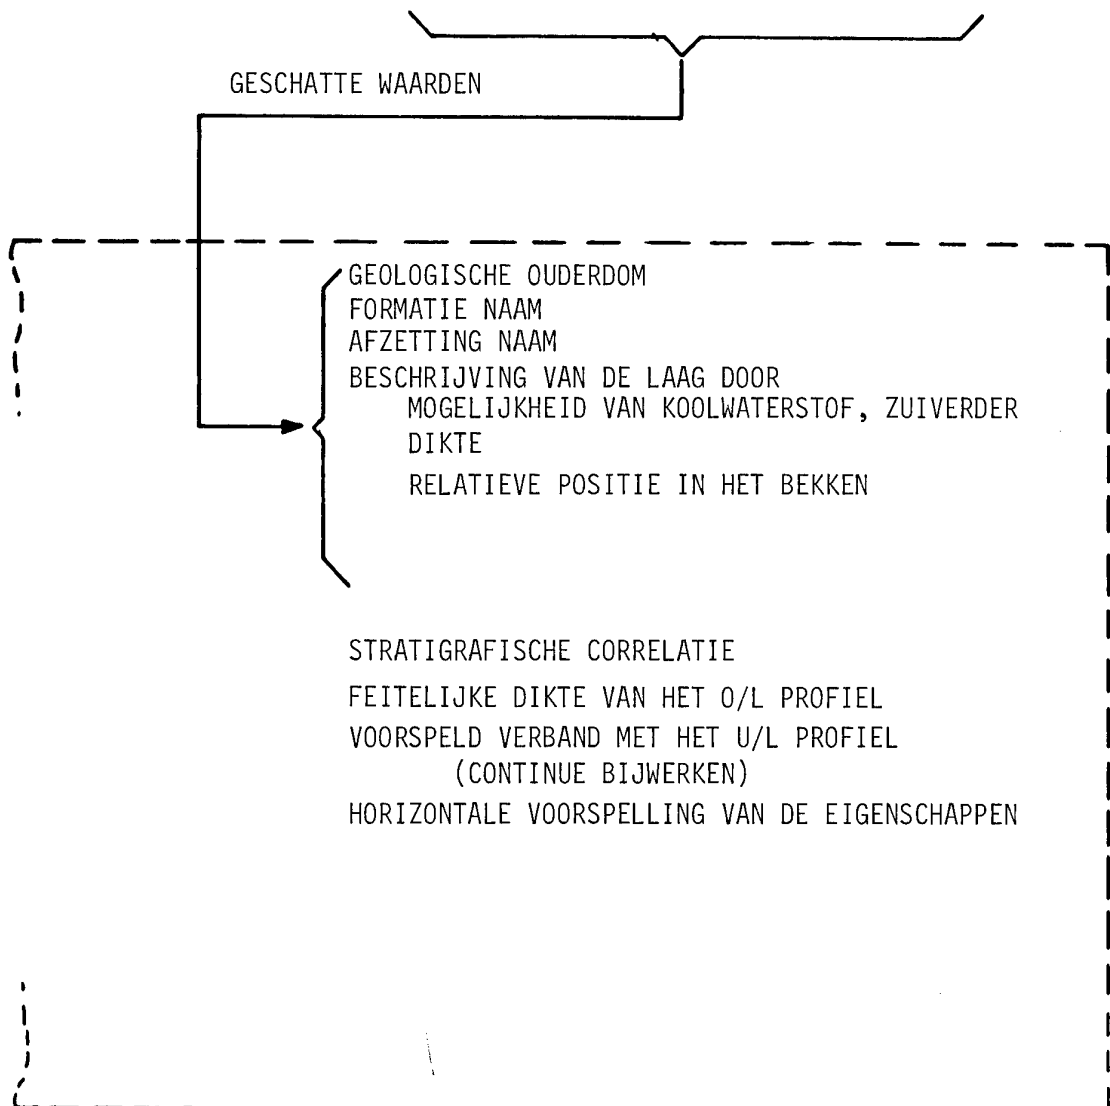 GESCHATTE WAARDEN
GEOLOGISCHE OUDERDOM
FORMATIE NAAM
AFZETTING NAAM
BESCHRIJVING VAN DE LAAG DOOR
MOGELIJKHEID VAN KOOLWATERSTOF, ZUIVERDER
DIKTE
RELATIEVE POSITIE IN HET BEKKEN
STRATIGRAFISCHE CORRELATIE
FEITELIJKE DIKTE VAN HET O/L PROFIEL
VOORSPELD VERBAND MET HET U/L PROFIEL
(CONTINUE BIJWERKEN)
HORIZONTALE VOORSPELLING VAN DE EIGENSCHAPPEN